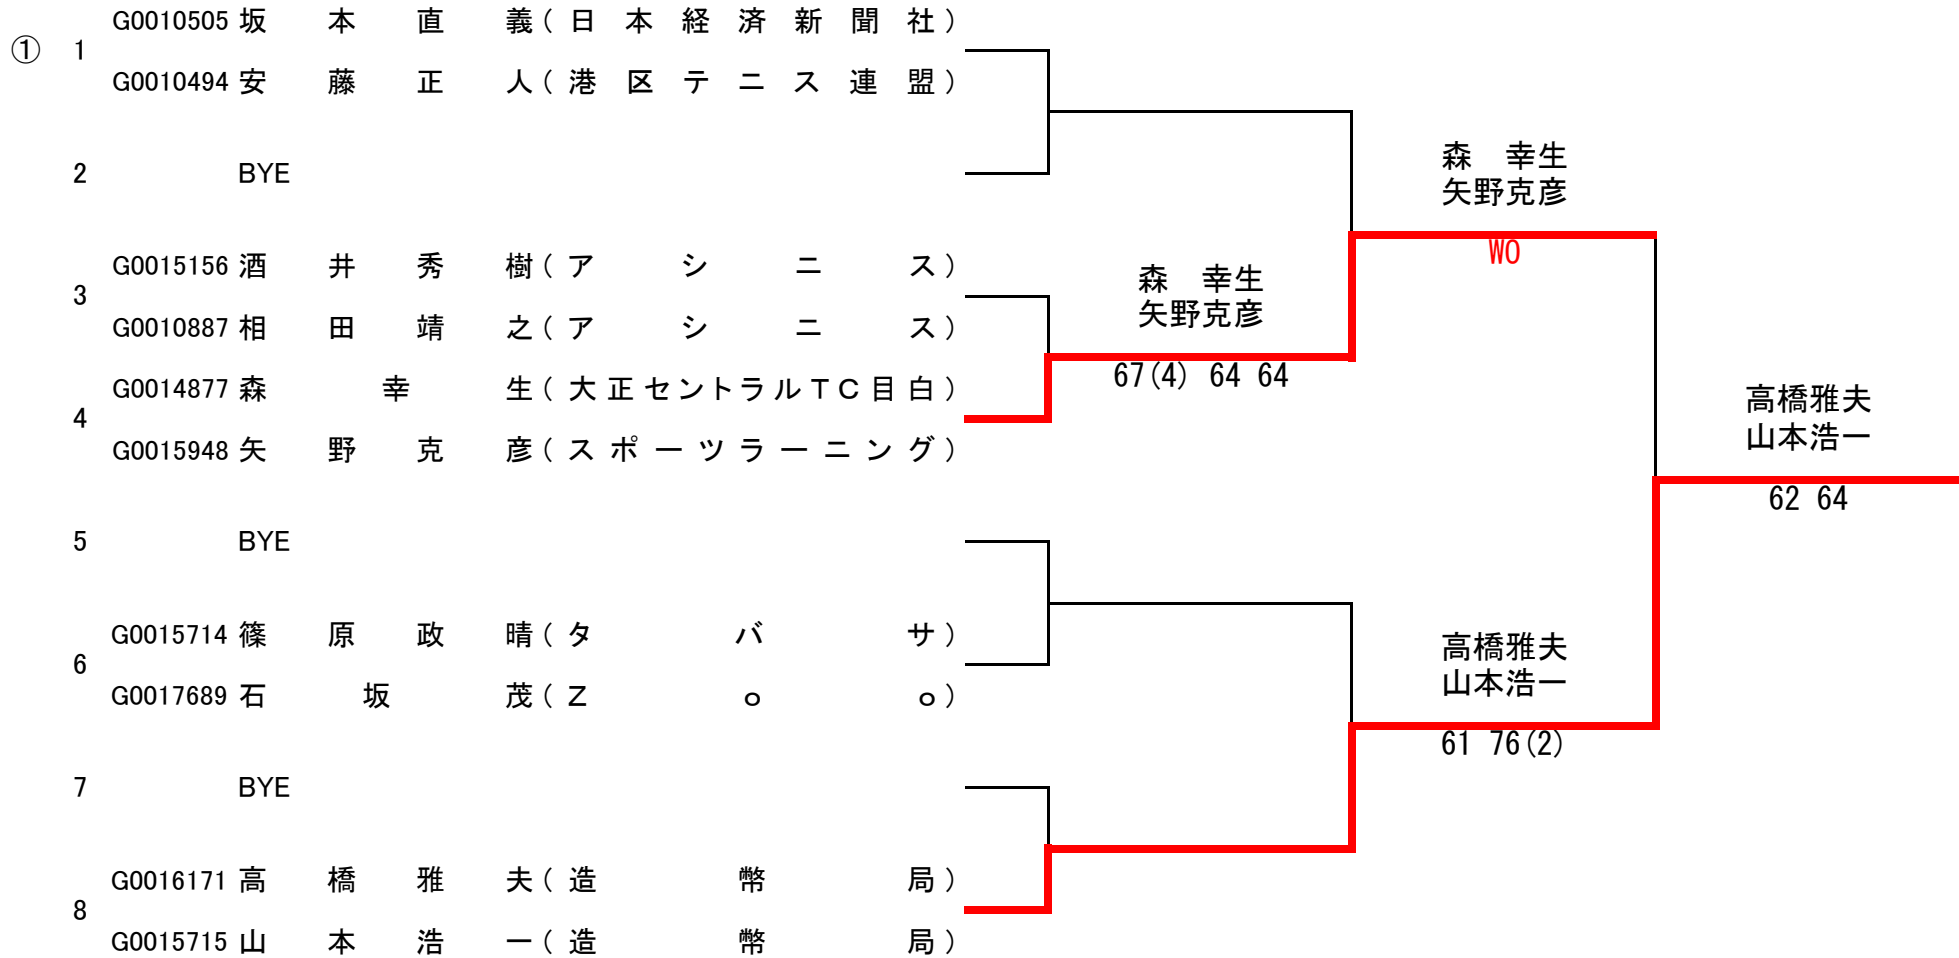 G0010505 坂本直義(日本経済新聞社)
① 1
G0010494 安藤正人(港区テニス連盟)
2 BYE
森 幸生
矢野克彦
WO
G0015156 酒井秀樹(アシニス)
3
G0010887 相田靖之(アシニス)
森 幸生
矢野克彦
67(4) 64 64
G0014877 森幸生(大正セントラルTC目白)
4
G0015948 矢野克彦(スポーツラーニング)
高橋雅夫
山本浩一
62 64
5 BYE
G0015714 篠原政晴(タバサ)
6
G0017689 石坂茂(Zoo)
高橋雅夫
山本浩一
61 76(2)
7 BYE
G0016171 高橋雅夫(造幣局)
8
G0015715 山本浩一(造幣局)